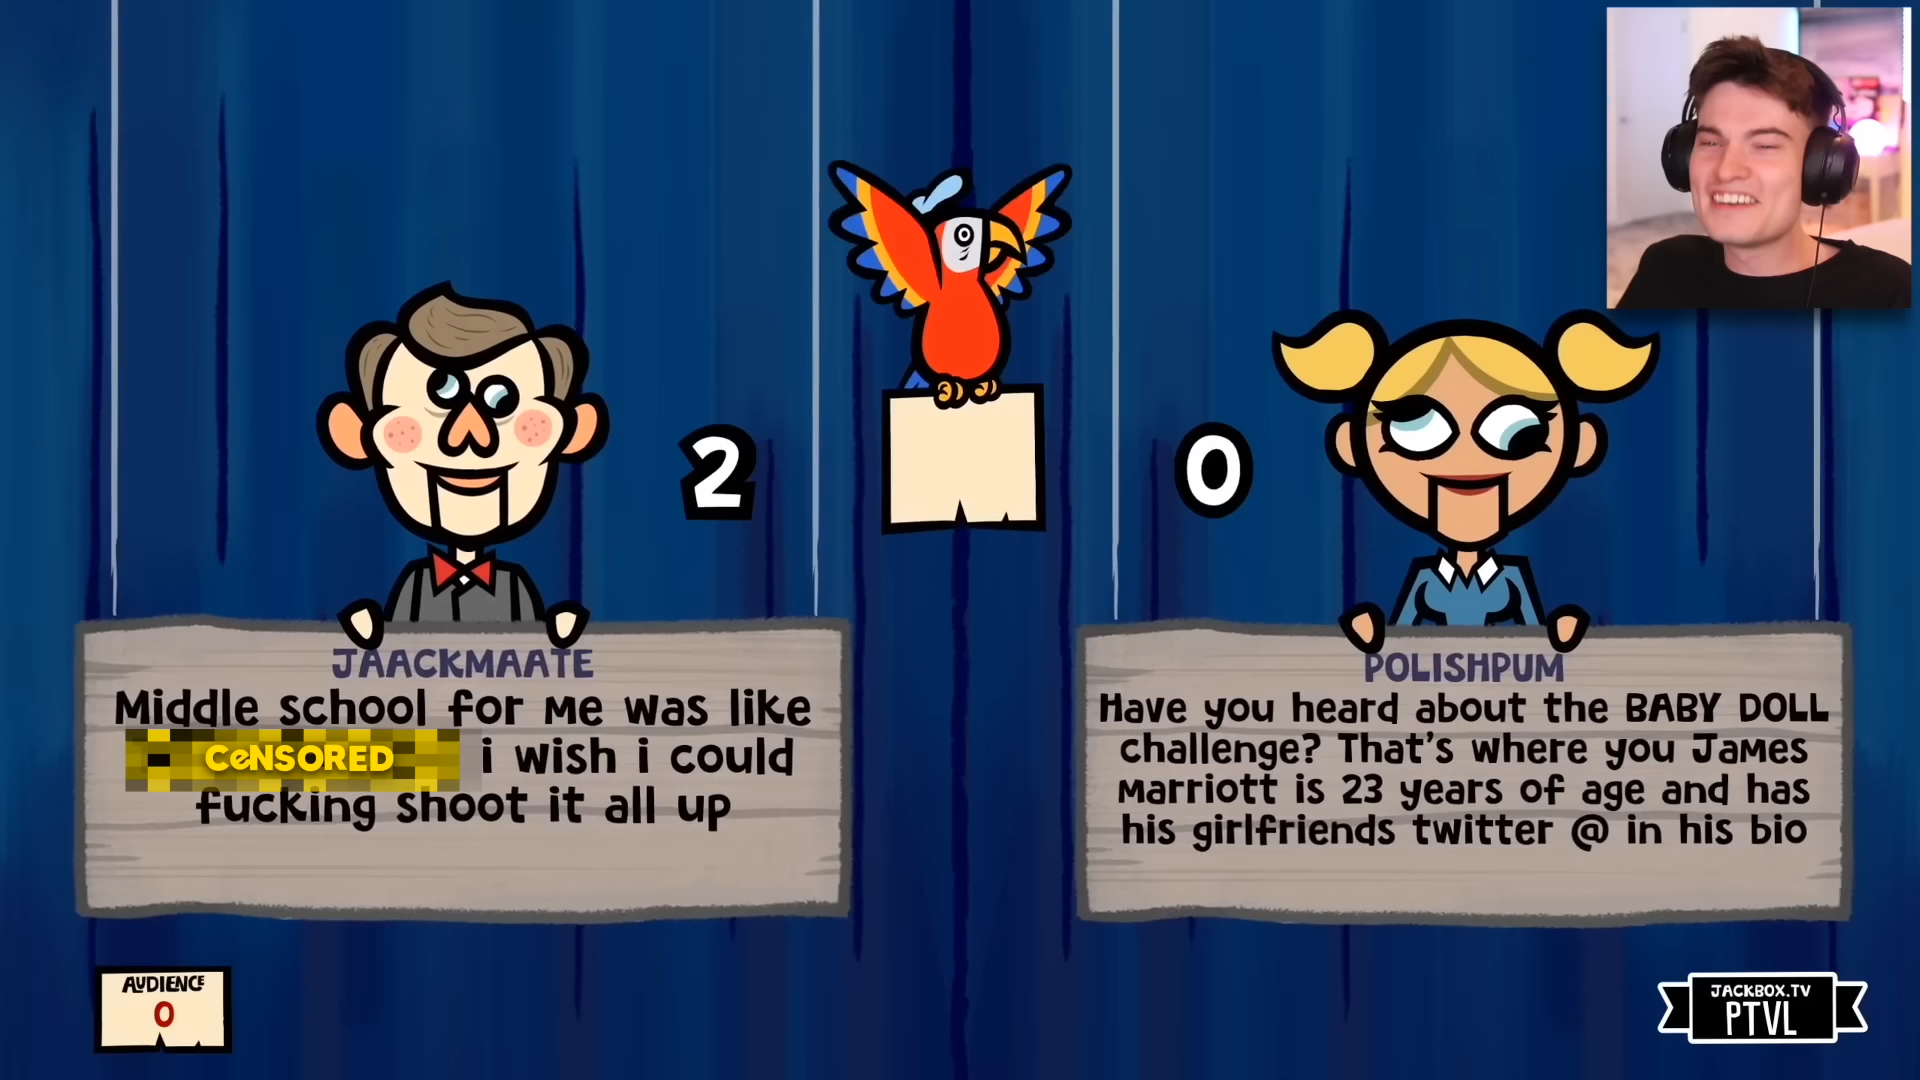 2
0
JAACKMAATE
Middle school for me was like
CENSORED i wish i could
fucking shoot it all up
POLISHPUM
Have you heard about the BABY DOLL
challenge? That's where you James
Marriott is 23 years of age and has
his girlfriends twitter @ in his bio
AUDIENCE
0
JACKBOX.TV
PTVL